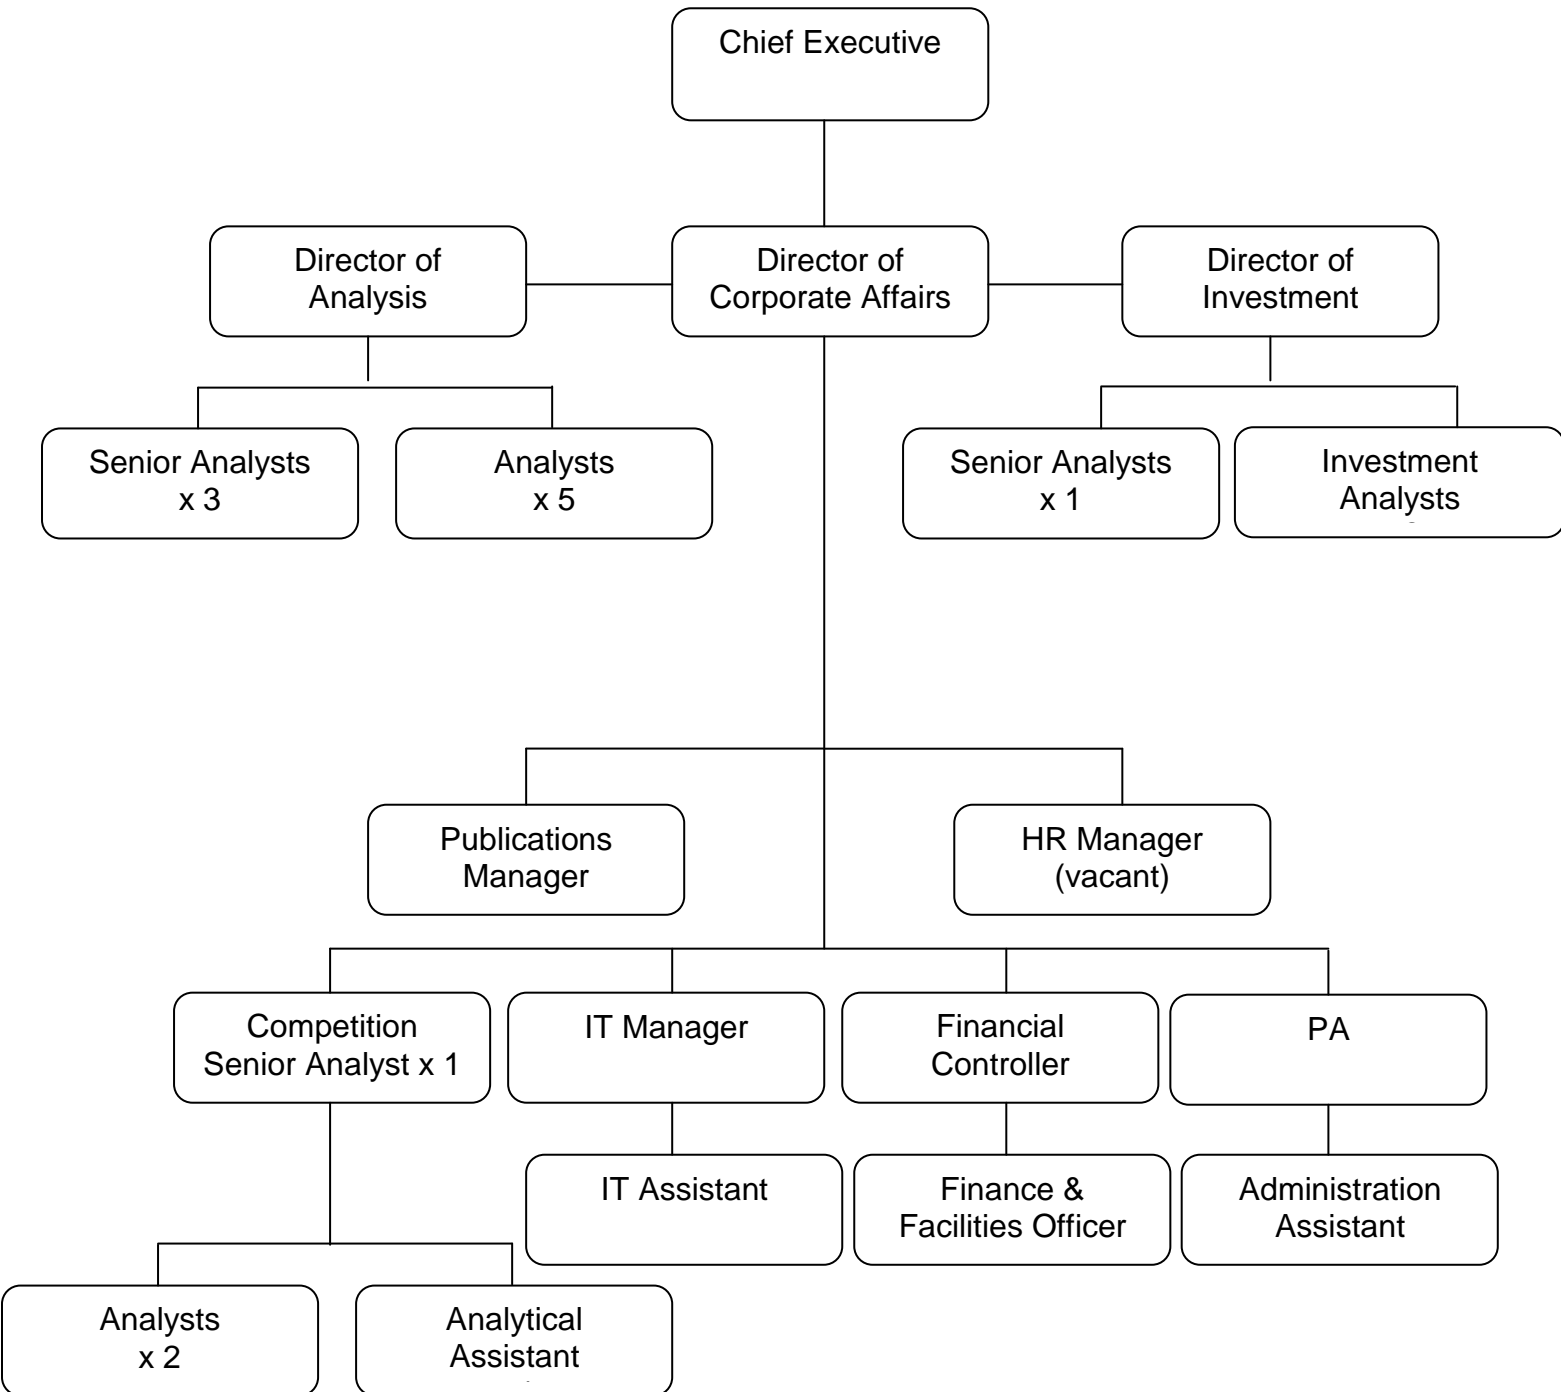 Chief Executive
Director of
Analysis
Director of
Corporate Affairs
Director of
Investment
Senior Analysts
x 3
Analysts
x 5
Senior Analysts
x 1
Investment
Analysts
Publications
Manager
HR Manager
(vacant)
Competition
Senior Analyst x 1
IT Manager
Financial
Controller
PA
IT Assistant
Finance &
Facilities Officer
Administration
Assistant
Analysts
x 2
Analytical
Assistant